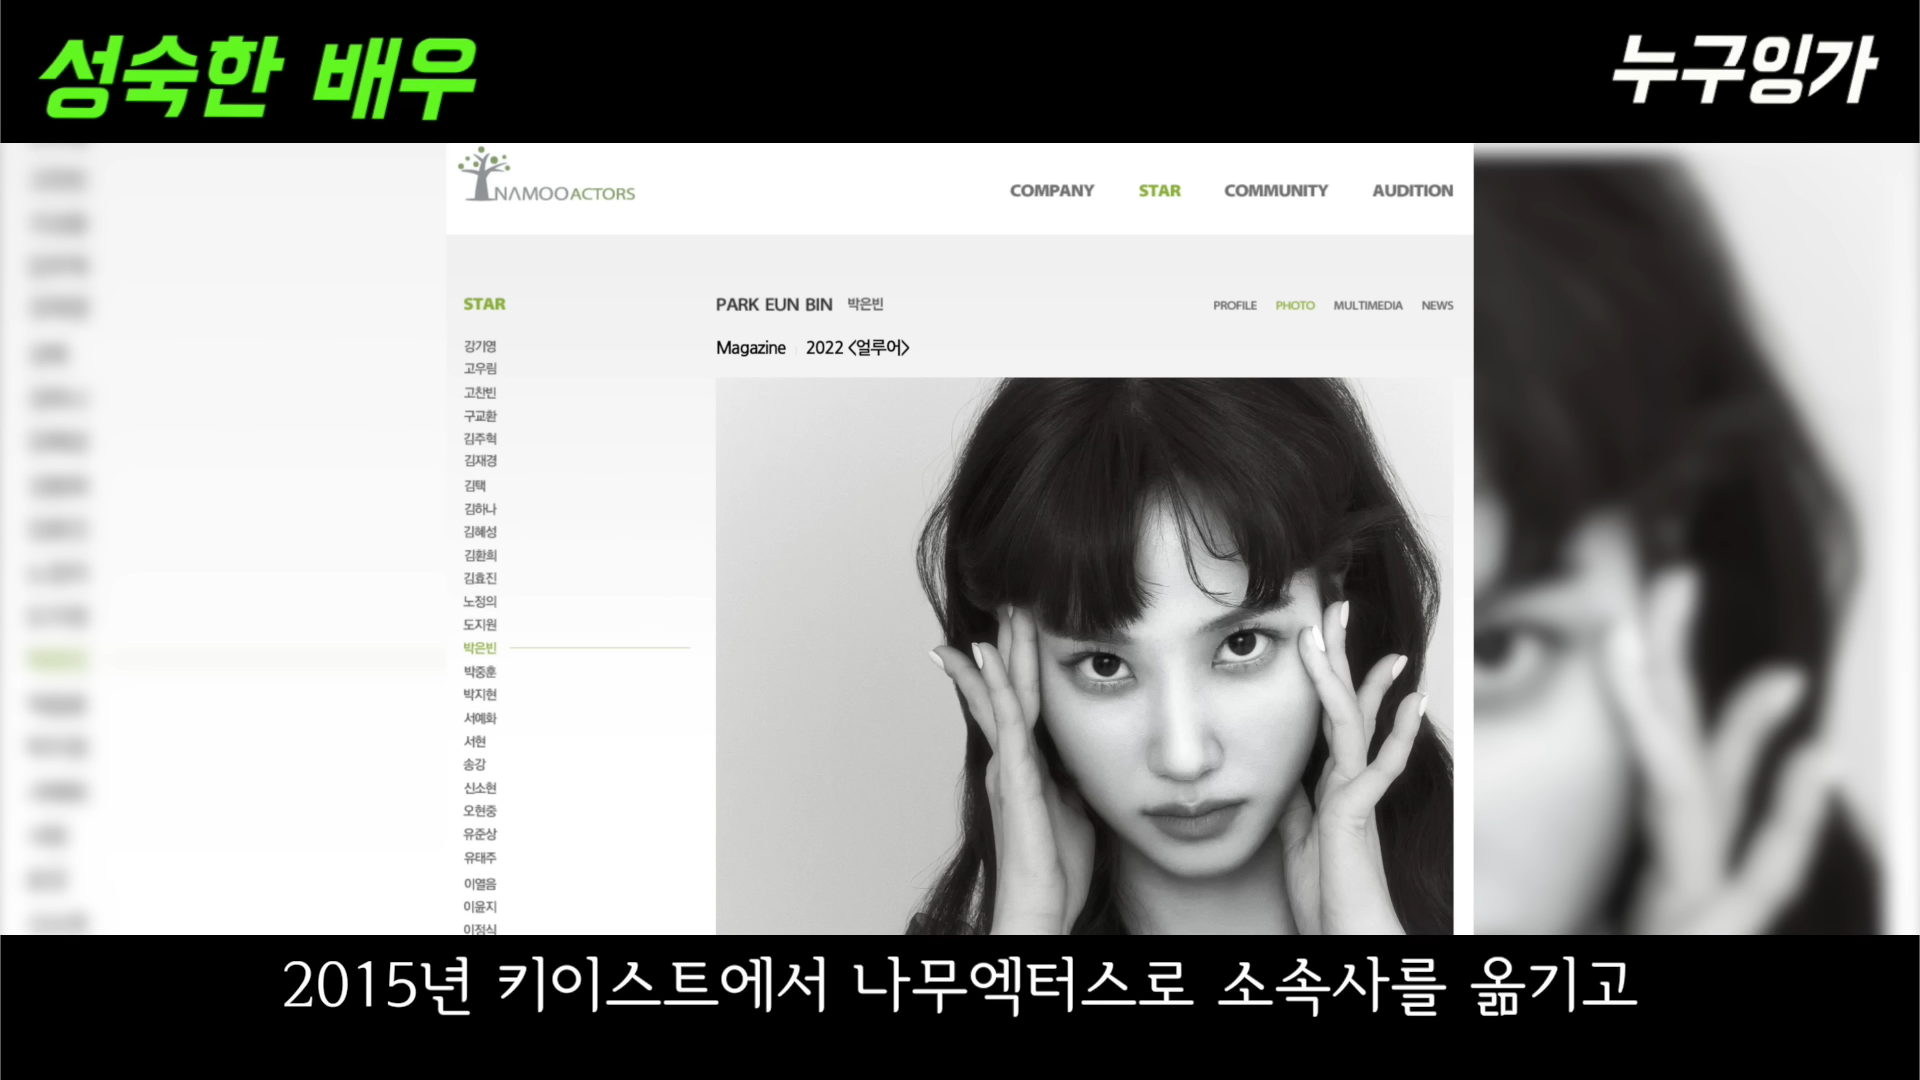 성숙한 배우
누구잉가
NAMOOACTORS
COMPANY STAR COMMUNITY AUDITION
STAR
강기영
고우림
고찬빈
구교환
김주혁
김재경
김택
김하나
김혜성
김환희
김효진
노정의
도지원
박은빈
박중훈
박지현
서예화
서현
송강
신소현
오현중
유준상
유태주
이열음
이윤지
이정식
PARK EUN BIN 박은빈
PROFILE PHOTO MULTIMEDIA NEWS
Magazine 2022 <얼루어>
2015년 키이스트에서 나무엑터스로 소속사를 옮기고